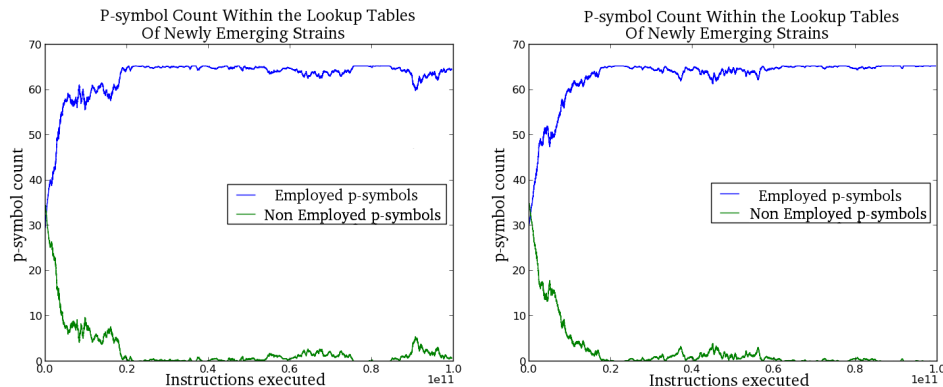 P-symbol Count Within the Lookup Tables
Of Newly Emerging Strains
70
60
50
40
30
20
10
0
p-symbol count
Employed p-symbols
Non Employed p-symbols
0.0
0.2
0.4
0.6
0.8
1.0
1e11
Instructions executed
P-symbol Count Within the Lookup Tables
Of Newly Emerging Strains
70
60
50
40
30
20
10
0
p-symbol count
Employed p-symbols
Non Employed p-symbols
0.0
0.2
0.4
0.6
0.8
1.0
1e11
Instructions executed